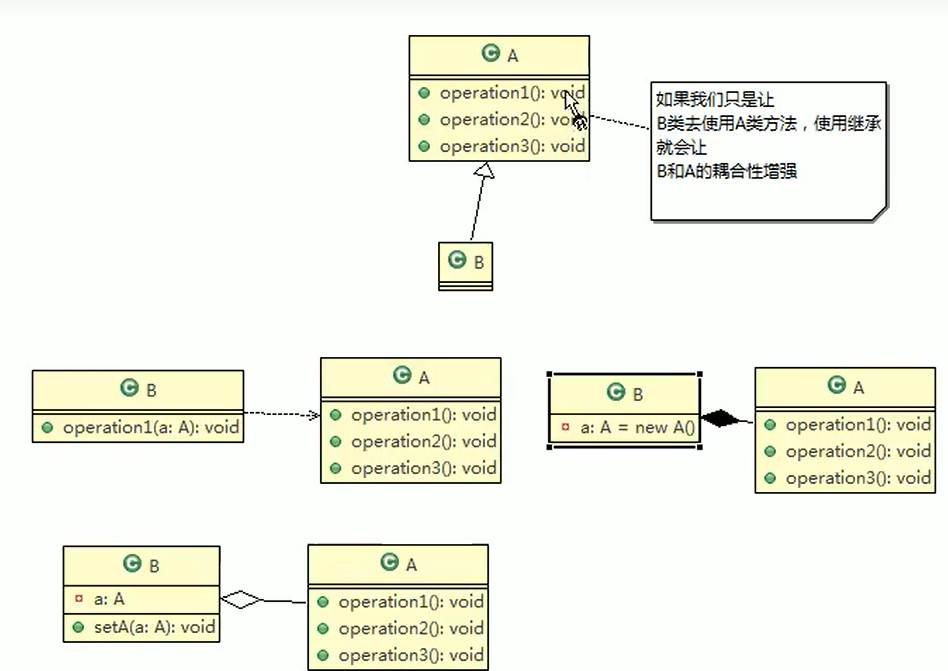 A
operation1(): void
operation2(): void
operation3(): void
如果我们只是让
B类去使用A类方法，使用继承
就会让
B和A的耦合性增强
B
B
operation1(a: A): void
A
operation1(): void
operation2(): void
operation3(): void
B
a: A = new A()
A
operation1(): void
operation2(): void
operation3(): void
B
a: A
setA(a: A): void
A
operation1(): void
operation2(): void
operation3(): void